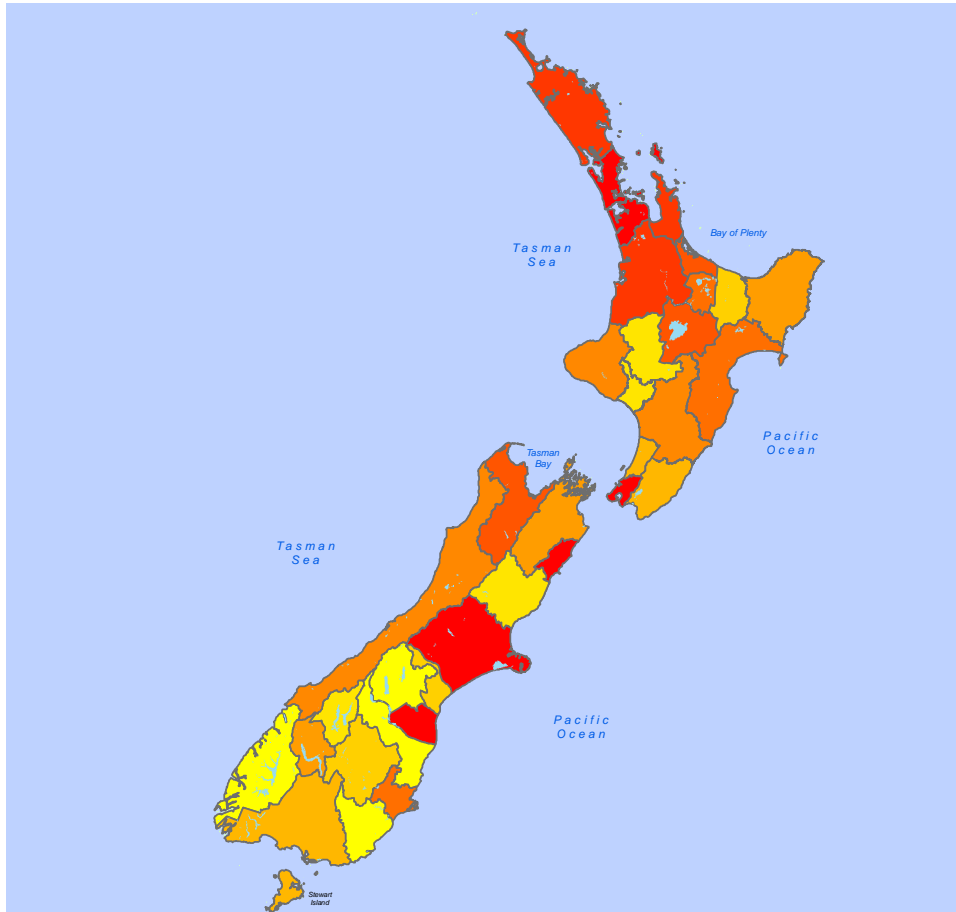 Bay of Plenty
Tasman
Sea
Pacific
Ocean
Tasman
Bay
Tasman
Sea
Pacific
Ocean
Stewart
Island